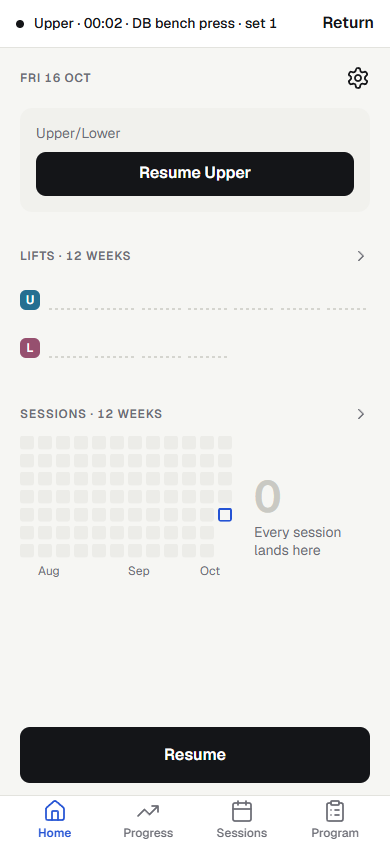 Upper · 00:02 · DB bench press · set 1
Return
FRI 16 OCT
Upper/Lower
Resume Upper
LIFTS · 12 WEEKS
U
L
SESSIONS · 12 WEEKS
0
Every session
lands here
Aug Sep Oct
Resume
Home Progress Sessions Program